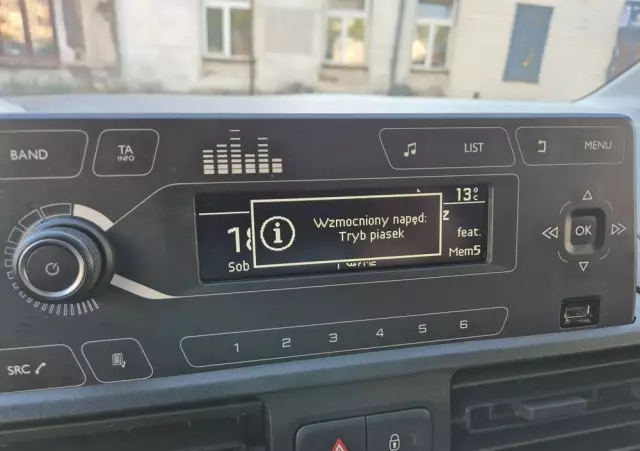 BAND
TA
INFO
LIST
MENU
13°C
Wzmocniony napęd:
Tryb piasek
z
18
feat.
Sob
Mem5
OK
1 2 3 4 5 6
SRC